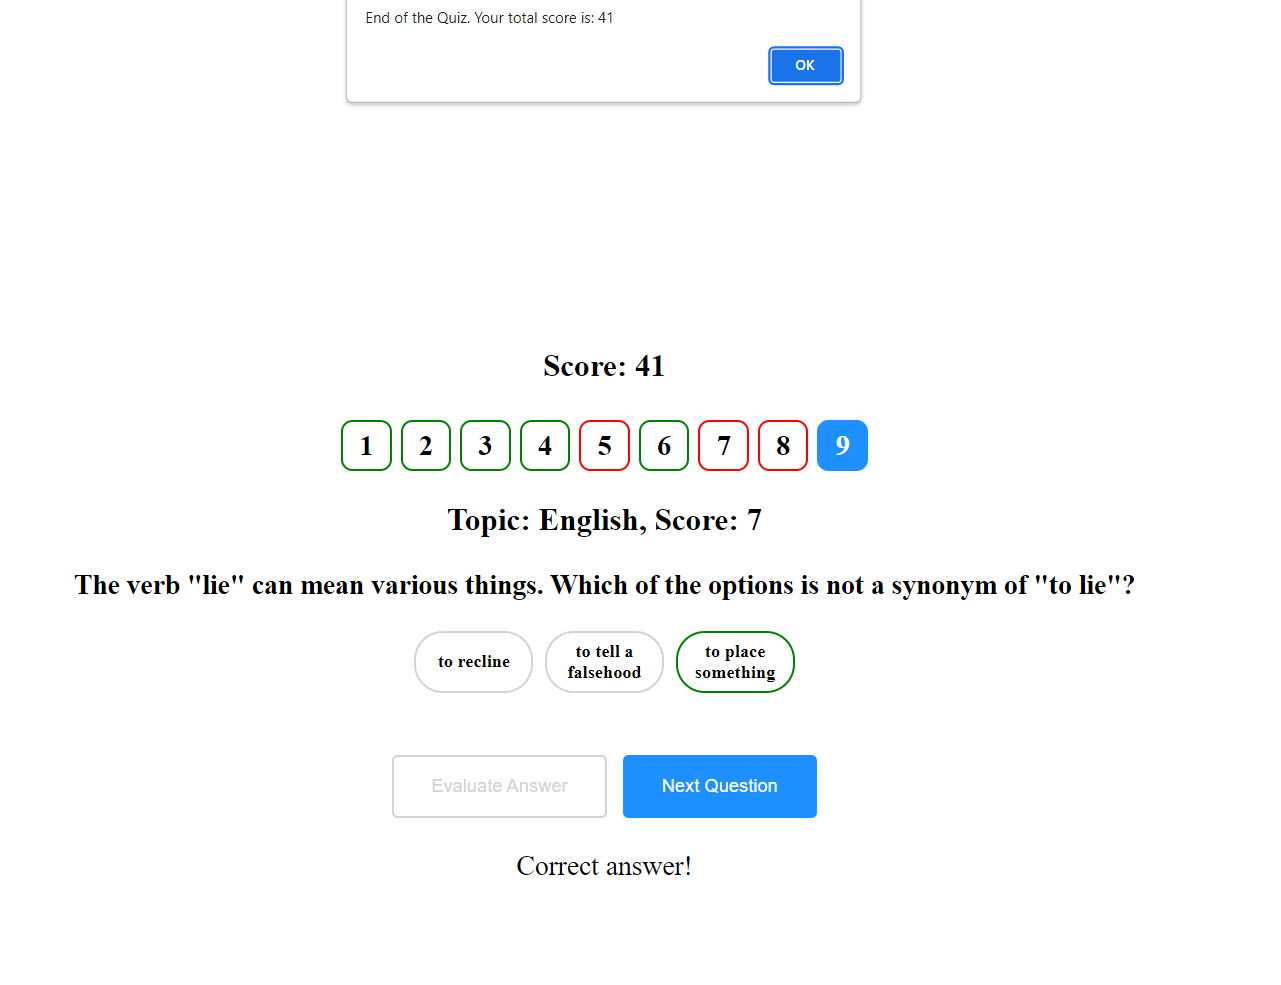 End of the Quiz. Your total score is: 41
OK
Score: 41
1 2 3 4 5 6 7 8 9
Topic: English, Score: 7
The verb "lie" can mean various things. Which of the options is not a synonym of "to lie"?
to recline
to tell a
falsehood
to place
something
Evaluate Answer
Next Question
Correct answer!